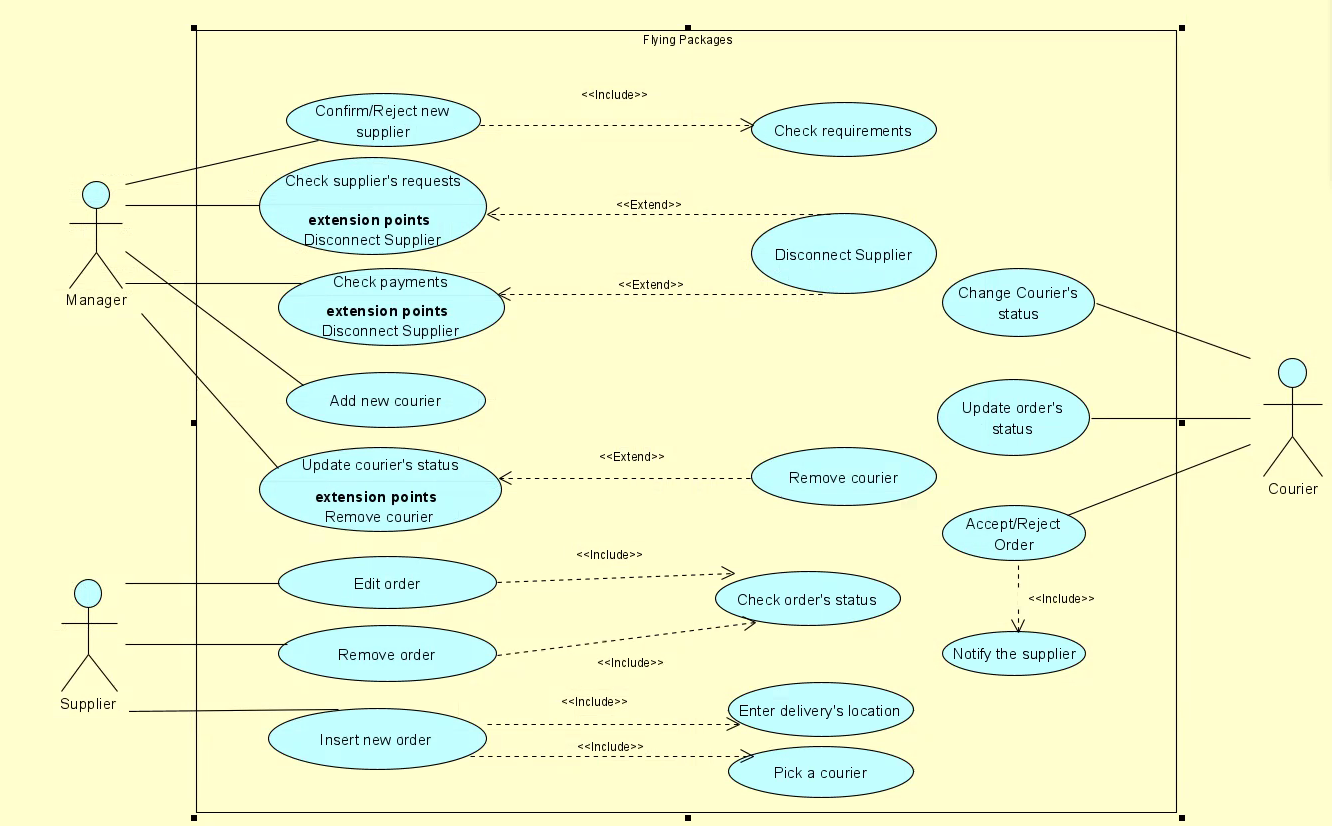 Flying Packages
<<Include>>
Confirm/Reject new
supplier
Check requirements
Check supplier's requests
extension points
Disconnect Supplier
<<Extend>>
Disconnect Supplier
Check payments
extension points
Disconnect Supplier
<<Extend>>
Manager
Change Courier's
status
Add new courier
Update order's
status
Courier
Update courier's status
extension points
Remove courier
<<Extend>>
Remove courier
Accept/Reject
Order
<<Include>>
Edit order
<<Include>>
Check order's status
Remove order
<<Include>>
Notify the supplier
Supplier
Insert new order
<<Include>>
Enter delivery's location
<<Include>>
Pick a courier